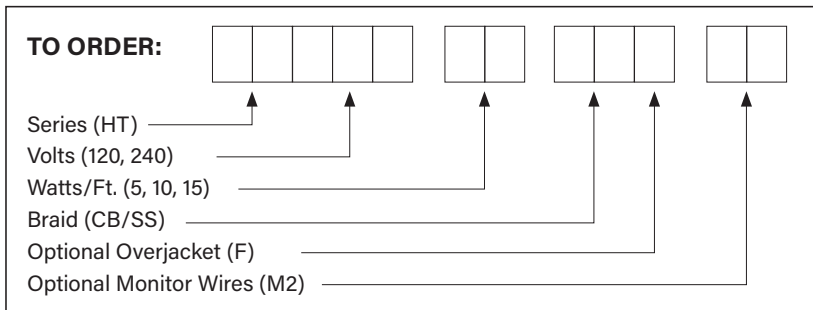 TO ORDER:
Series (HT)
Volts (120, 240)
Watts/Ft. (5, 10, 15)
Braid (CB/SS)
Optional Overjacket (F)
Optional Monitor Wires (M2)